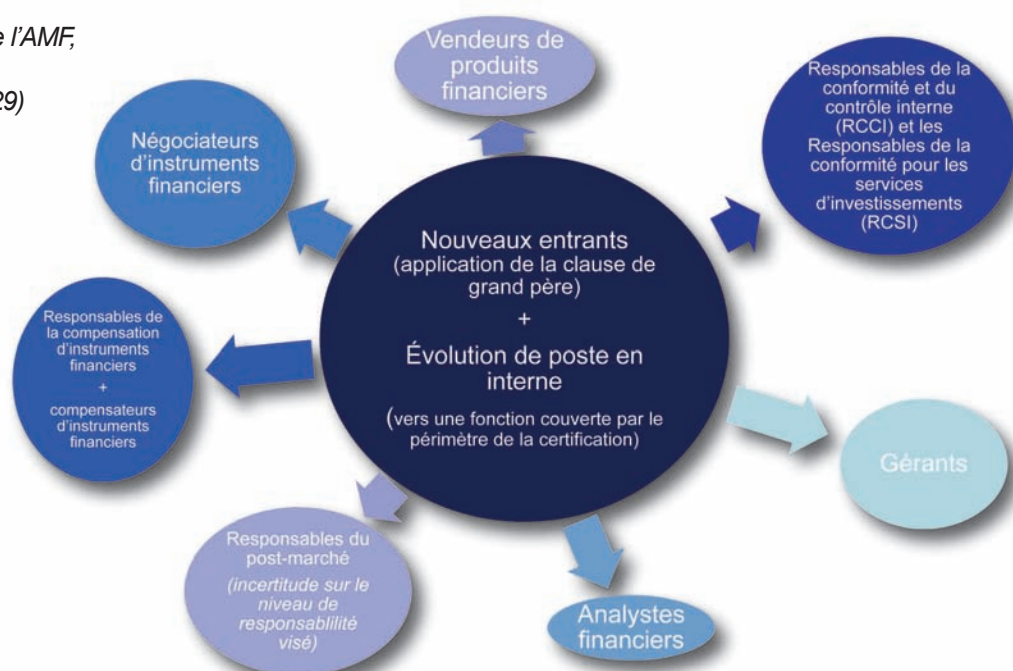 e l'AMF,
29)
Vendeurs de
produits
financiers
Responsables de la
conformité et du
contrôle interne
(RCCI) et les
Responsables de la
conformité pour les
services
d'investissements
(RCSI)
Négociateurs
d'instruments
financiers
Nouveaux entrants
(application de la clause de
grand père)
+
Évolution de poste en
interne
(vers une fonction couverte par le
périmètre de la certification)
Responsables de
la compensation
d'instruments
financiers
+
compensateurs
d'instruments
financiers
Gérants
Responsables du
post-marché
(incertitude sur le
niveau de
responsablilité
visé)
Analystes
financiers